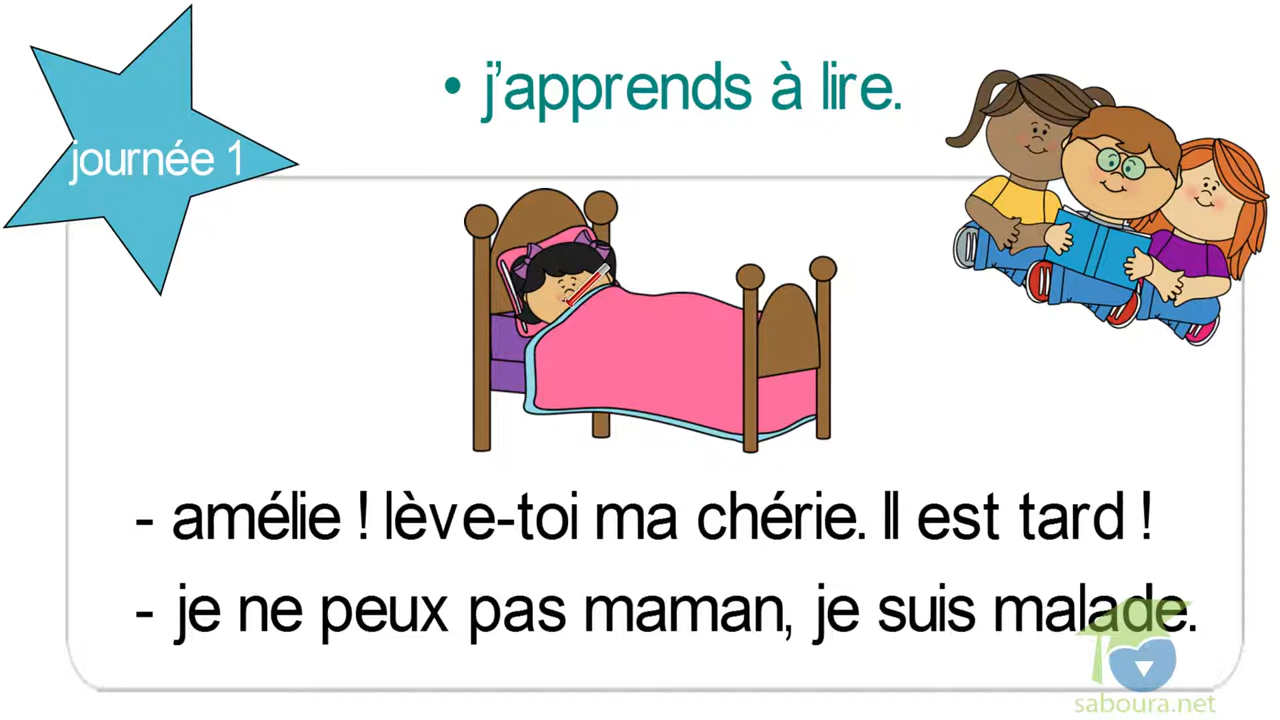 journée 1
• j'apprends à lire.
- amélie ! lève-toi ma chérie. Il est tard !
- je ne peux pas maman, je suis malade.
saboura.net